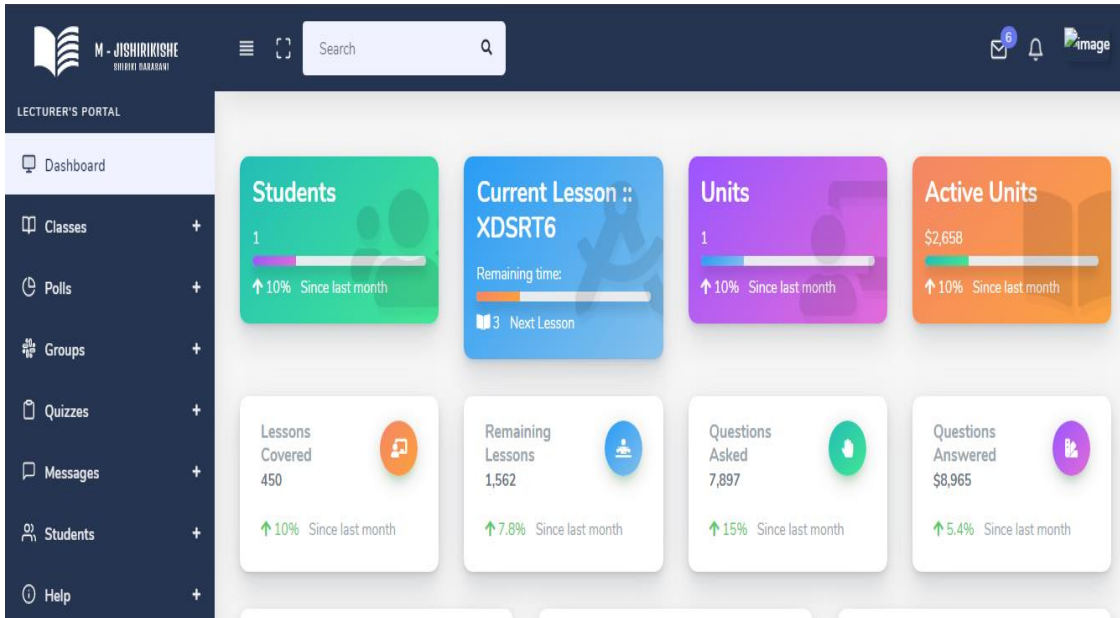 M - JISHIRIKISHE
SHIRIKI DARASANI
Search
6
image
LECTURER'S PORTAL
Dashboard
Classes +
Polls +
Groups +
Quizzes +
Messages +
Students +
Help +
Students
1
10% Since last month
Current Lesson ::
XDSRT6
Remaining time:
3 Next Lesson
Units
1
10% Since last month
Active Units
$2,658
10% Since last month
Lessons
Covered
450
10% Since last month
Remaining
Lessons
1,562
7.8% Since last month
Questions
Asked
7,897
15% Since last month
Questions
Answered
$8,965
5.4% Since last month